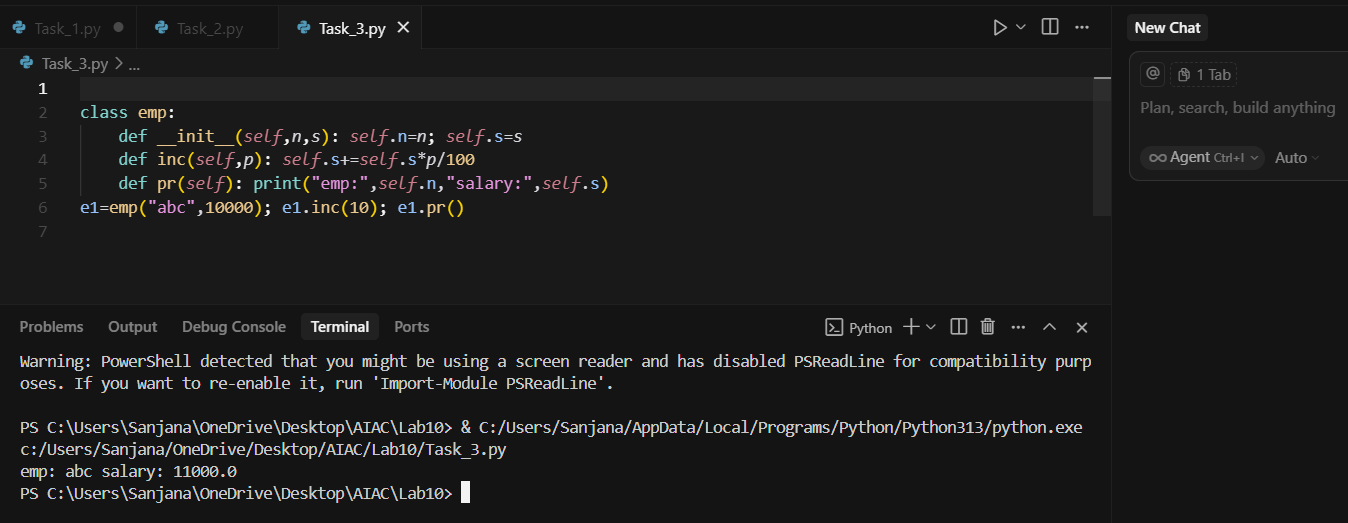 Task_1.py Task_2.py Task_3.py
Task_3.py > ...
1
2 class emp:
3     def __init__(self,n,s): self.n=n; self.s=s
4     def inc(self,p): self.s+=self.s*p/100
5     def pr(self): print("emp:",self.n,"salary:",self.s)
6 e1=emp("abc",10000); e1.inc(10); e1.pr()
7
New Chat
@ 1 Tab
Plan, search, build anything
Agent Ctrl+I Auto
Problems Output Debug Console Terminal Ports Python
Warning: PowerShell detected that you might be using a screen reader and has disabled PSReadLine for compatibility purp
oses. If you want to re-enable it, run 'Import-Module PSReadLine'.
PS C:\Users\Sanjana\OneDrive\Desktop\AIAC\Lab10> & C:/Users/Sanjana/AppData/Local/Programs/Python/Python313/python.exe
c:/Users/Sanjana/OneDrive/Desktop/AIAC/Lab10/Task_3.py
emp: abc salary: 11000.0
PS C:\Users\Sanjana\OneDrive\Desktop\AIAC\Lab10>